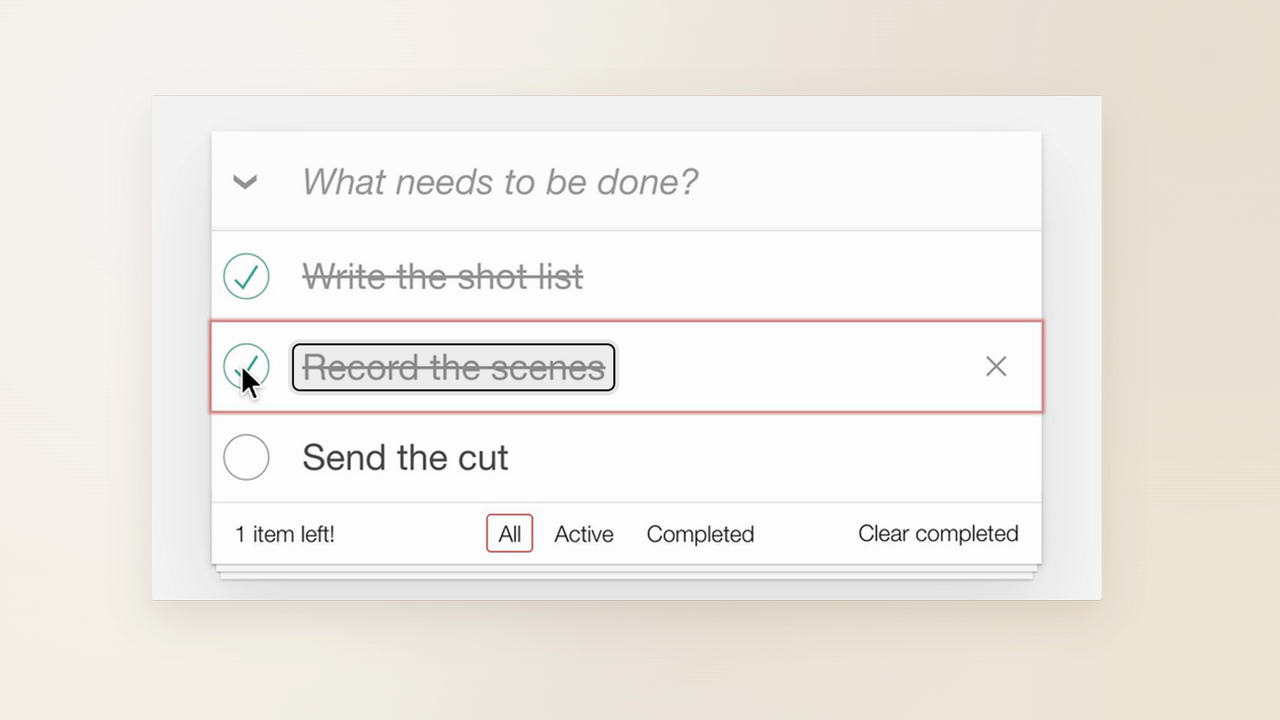 What needs to be done?
Write the shot list
Record the scenes
Send the cut
1 item left! All Active Completed Clear completed